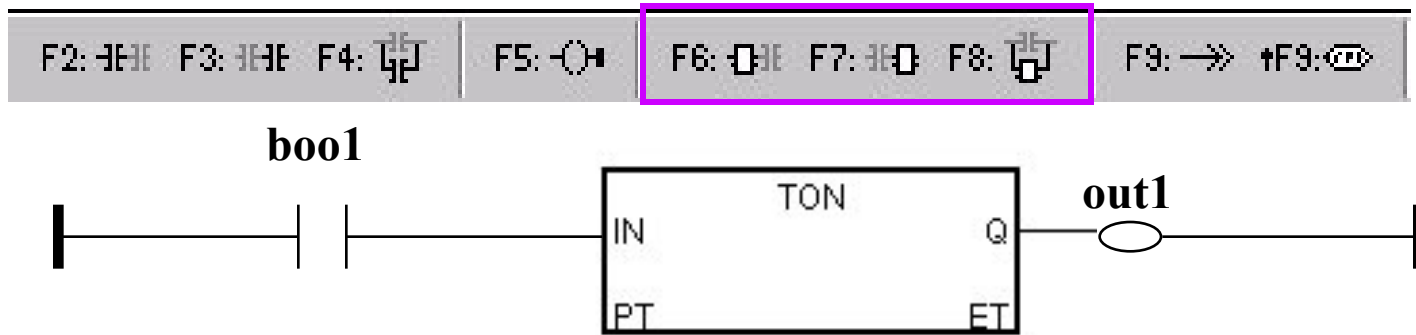 F2: F3: F4: F5: F6: F7: F8: F9: F9:
boo1
TON
out1
IN Q
PT ET